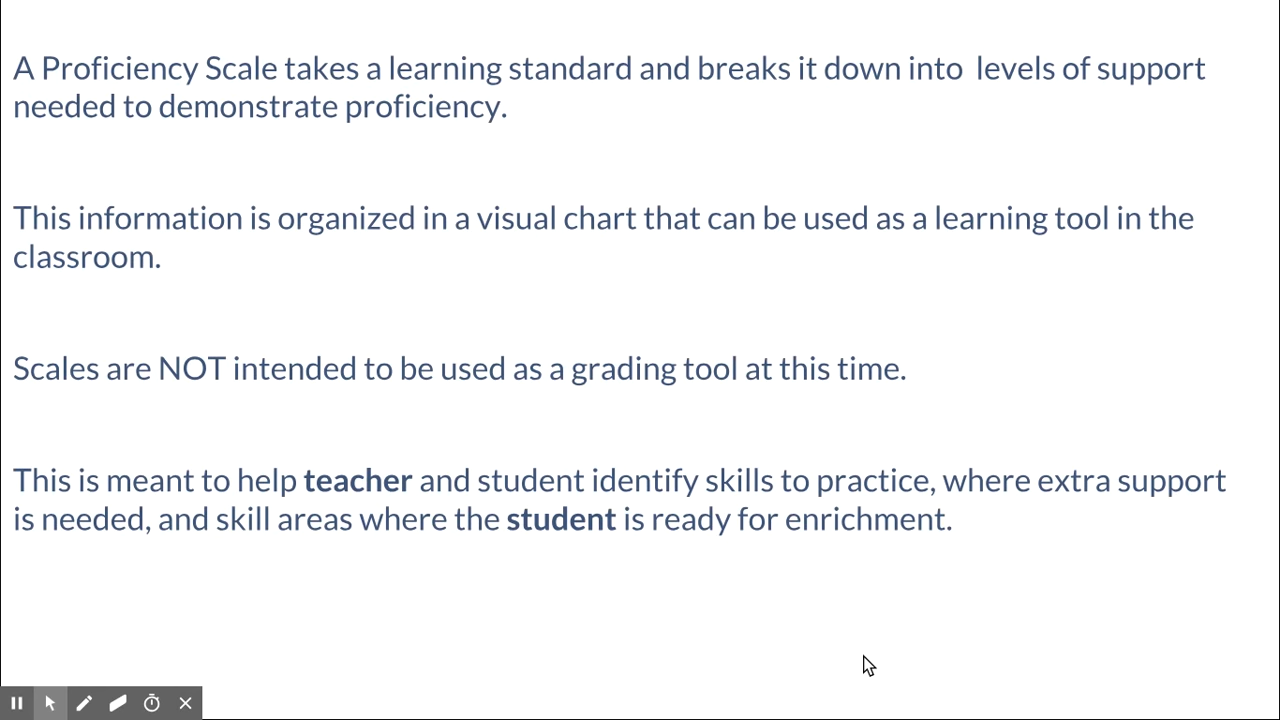 A Proficiency Scale takes a learning standard and breaks it down into  levels of support
needed to demonstrate proficiency.
This information is organized in a visual chart that can be used as a learning tool in the
classroom.
Scales are NOT intended to be used as a grading tool at this time.
This is meant to help teacher and student identify skills to practice, where extra support
is needed, and skill areas where the student is ready for enrichment.